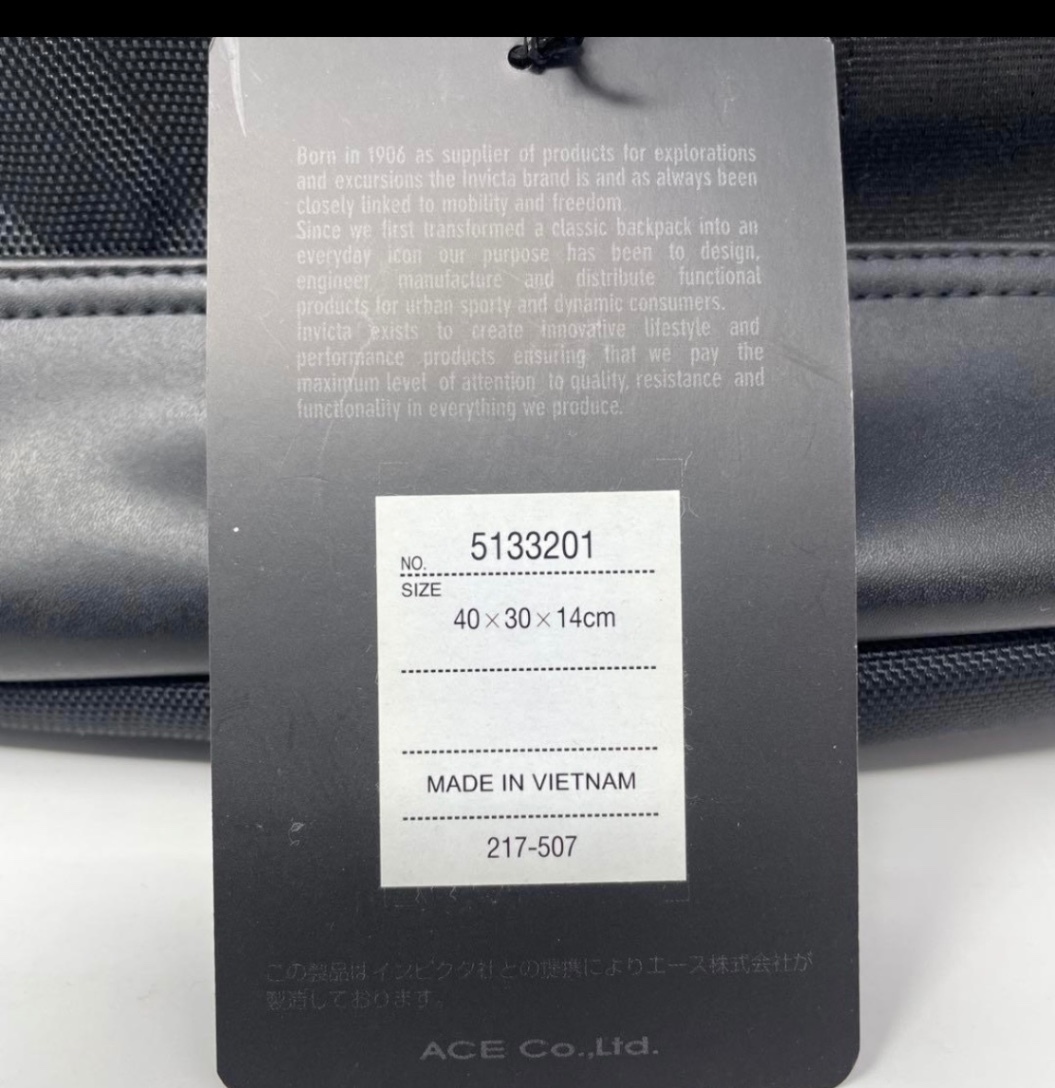 Born in 1906 as supplier of products for explorations
and excursions the Invicta brand is and as always been
closely linked to mobility and freedom.
Since we first transformed a classic backpack into an
everyday icon our purpose has been to design,
engineer manufacture and distribute functional
products for urban sporty and dynamic consumers.
Invicta exists to create innovative lifestyle and
performance products ensuring that we pay the
maximum level of attention to quality, resistance and
functionality in everything we produce.
NO. 5133201
SIZE
40×30×14cm
MADE IN VIETNAM
217-507
この製品はインビクタ社との提携によりエース株式会社が
製造しております。
ACE Co.,Ltd.